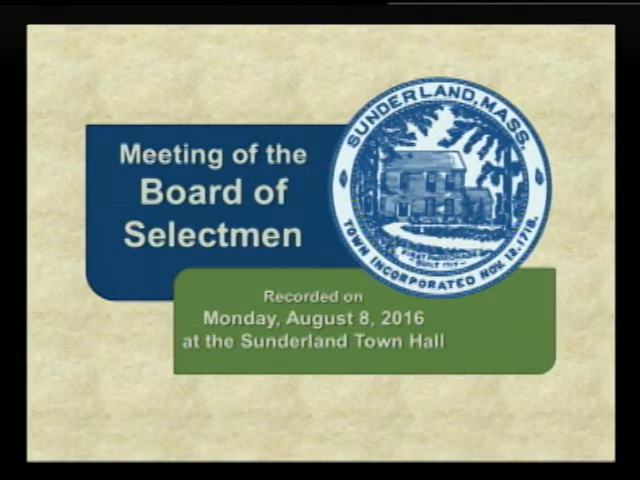 Meeting of the
Board of
Selectmen
SUNDERLAND, MASS.
TOWN INCORPORATED NOV. 12, 1718.
Recorded on
Monday, August 8, 2016
at the Sunderland Town Hall